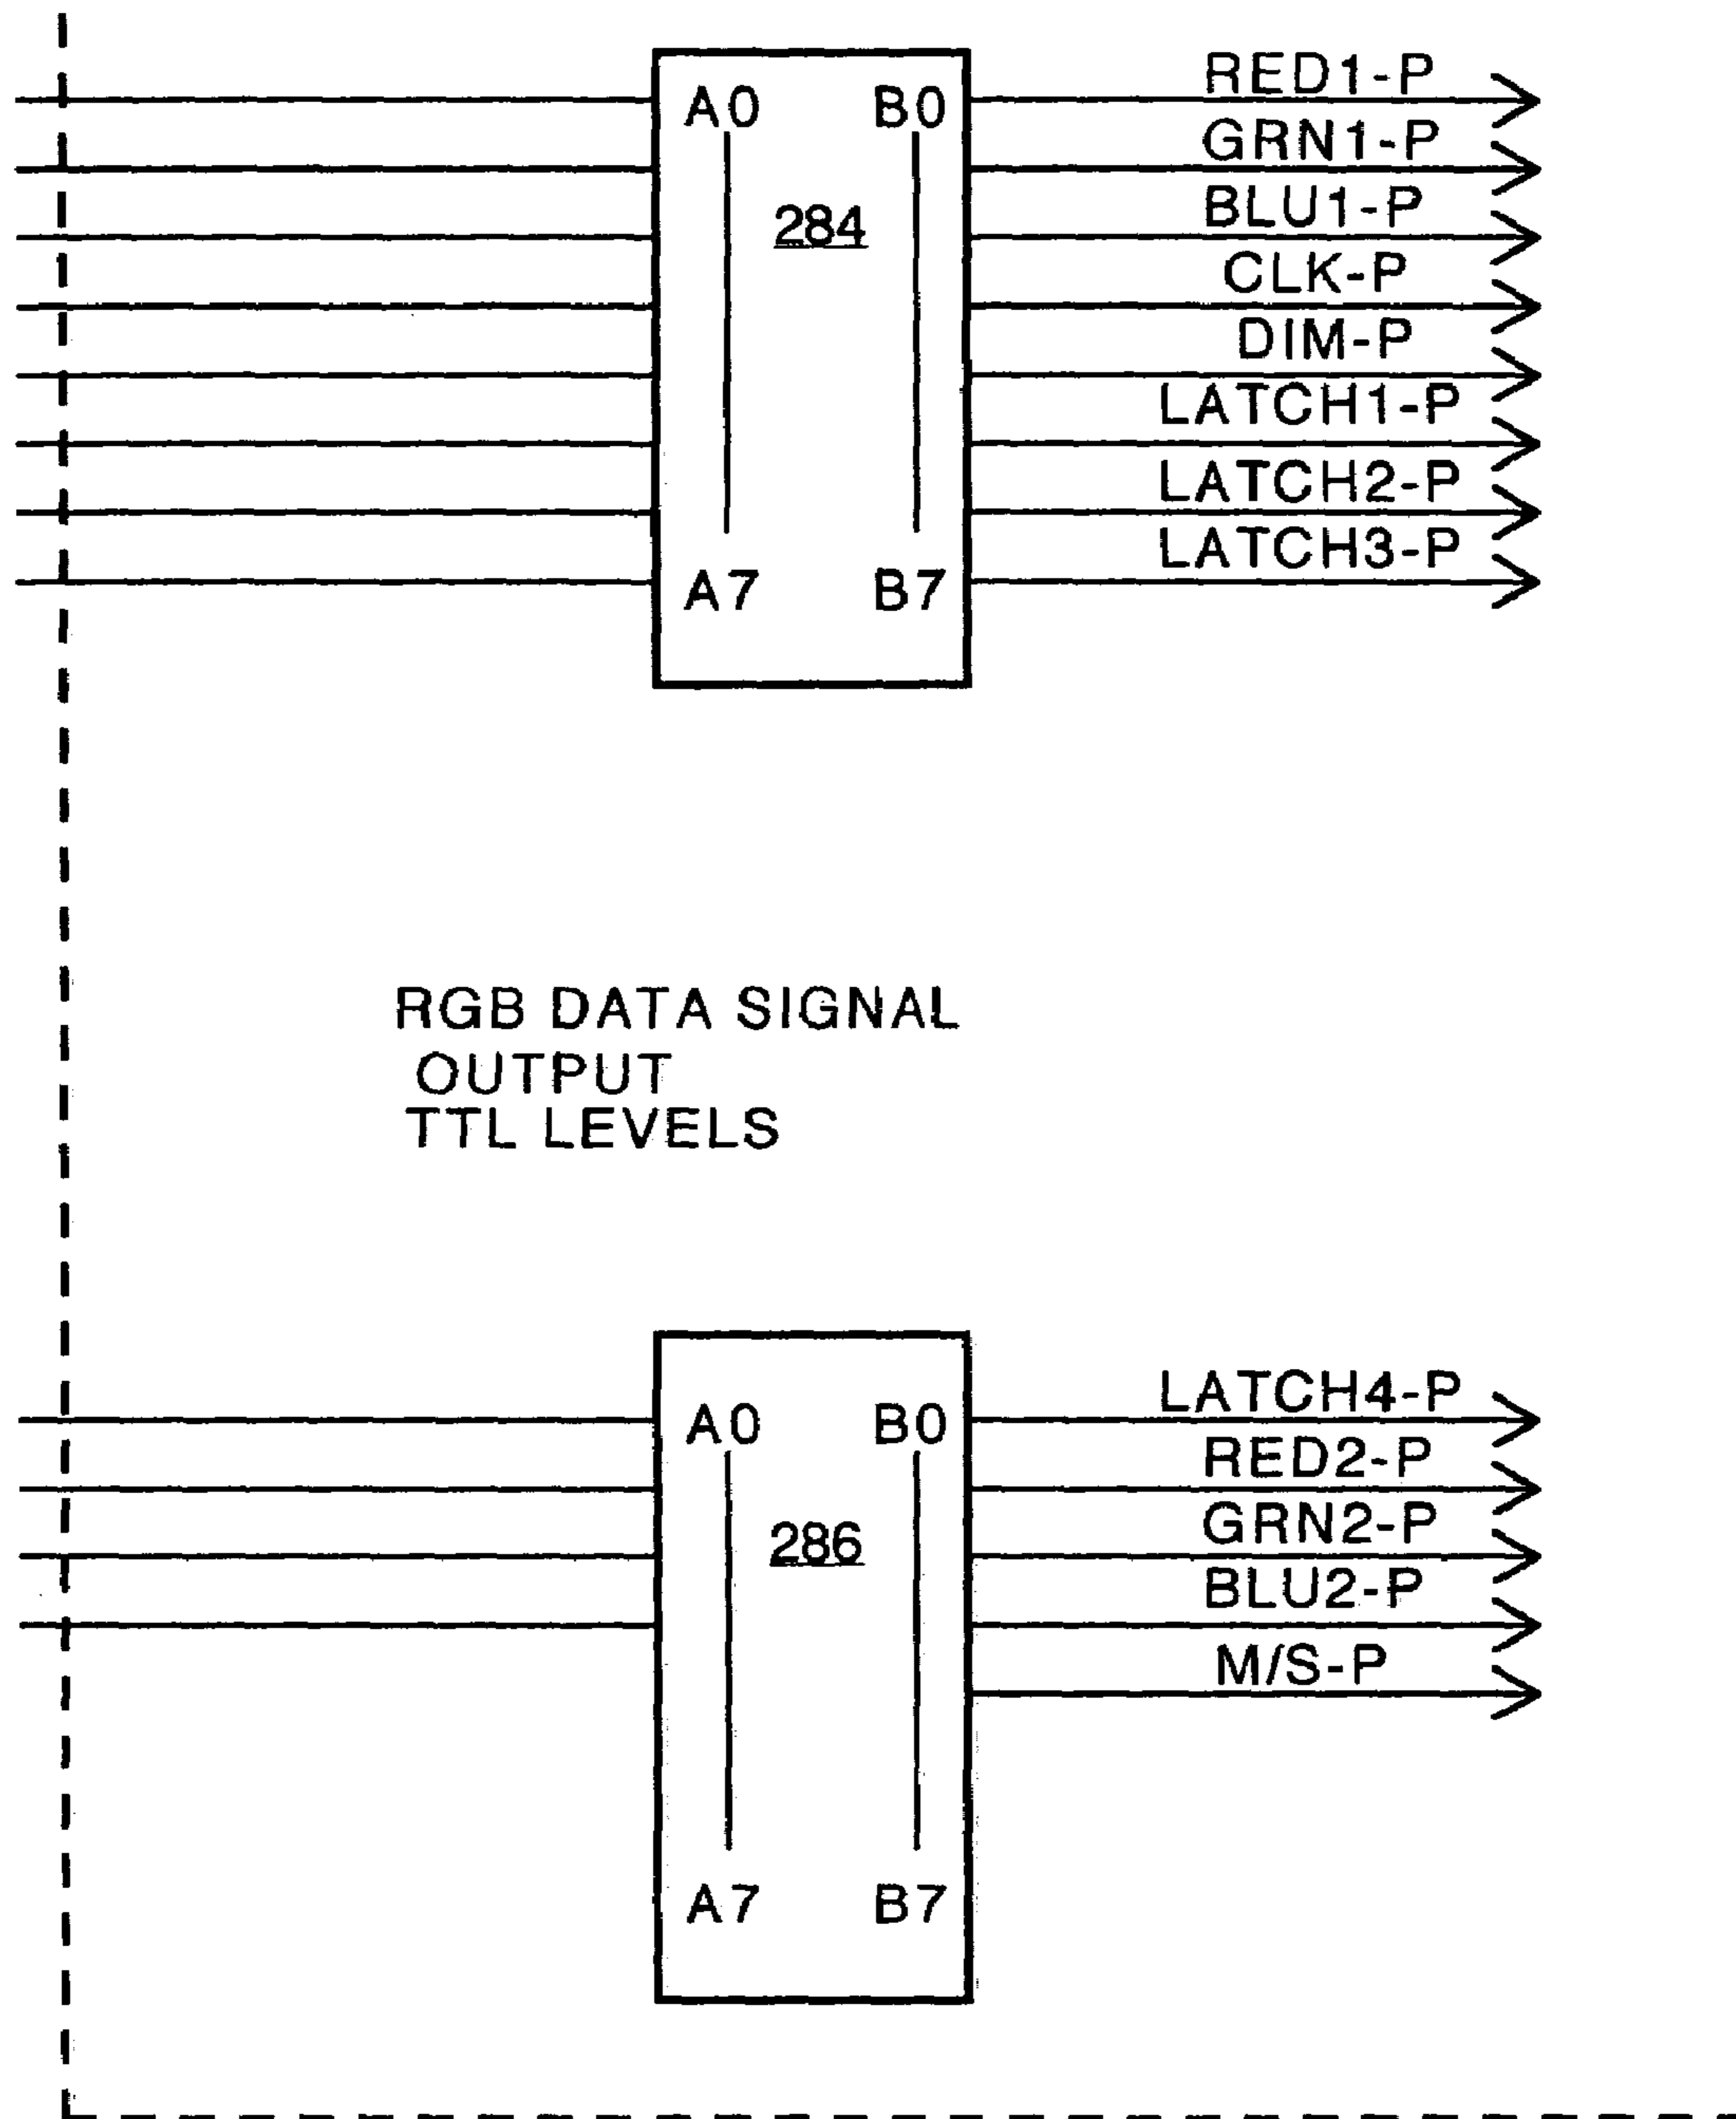 RED1-P
A0 B0
GRN1-P
BLU1-P
284
CLK-P
DIM-P
LATCH1-P
LATCH2-P
LATCH3-P
A7 B7
RGB DATA SIGNAL
OUTPUT
TTL LEVELS
LATCH4-P
A0 B0
RED2-P
GRN2-P
286
BLU2-P
M/S-P
A7 B7